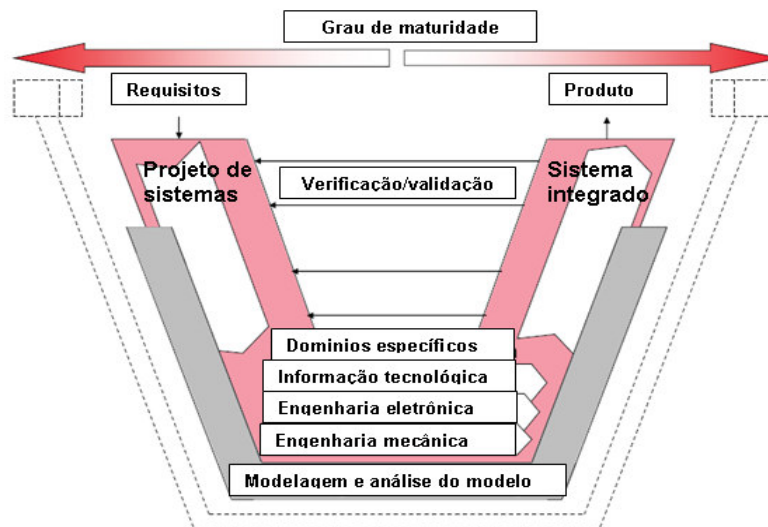 Grau de maturidade
Requisitos
Produto
Projeto de
sistemas
Verificação/validação
Sistema
integrado
Dominios específicos
Informação tecnológica
Engenharia eletrônica
Engenharia mecânica
Modelagem e análise do modelo